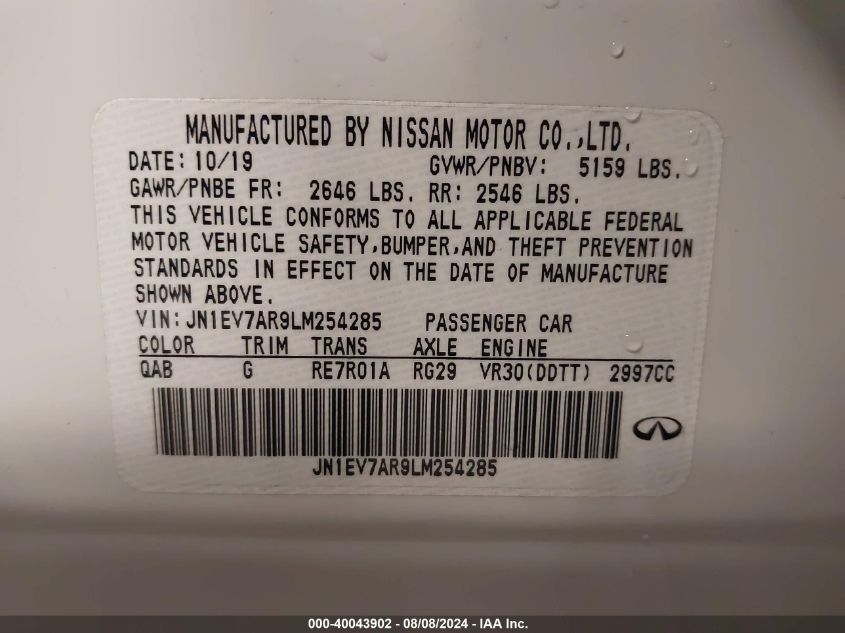 MANUFACTURED BY NISSAN MOTOR CO.,LTD.
DATE: 10/19 GVWR/PNBV: 5159 LBS.
GAWR/PNBE FR: 2646 LBS. RR: 2546 LBS.
THIS VEHICLE CONFORMS TO ALL APPLICABLE FEDERAL
MOTOR VEHICLE SAFETY,BUMPER,AND THEFT PREVENTION
STANDARDS IN EFFECT ON THE DATE OF MANUFACTURE
SHOWN ABOVE.
VIN: JN1EV7AR9LM254285 PASSENGER CAR
COLOR TRIM TRANS AXLE ENGINE
QAB G RE7R01A RG29 VR30(DDTT) 2997CC
JN1EV7AR9LM254285
000-40043902 - 08/08/2024 - IAA Inc.